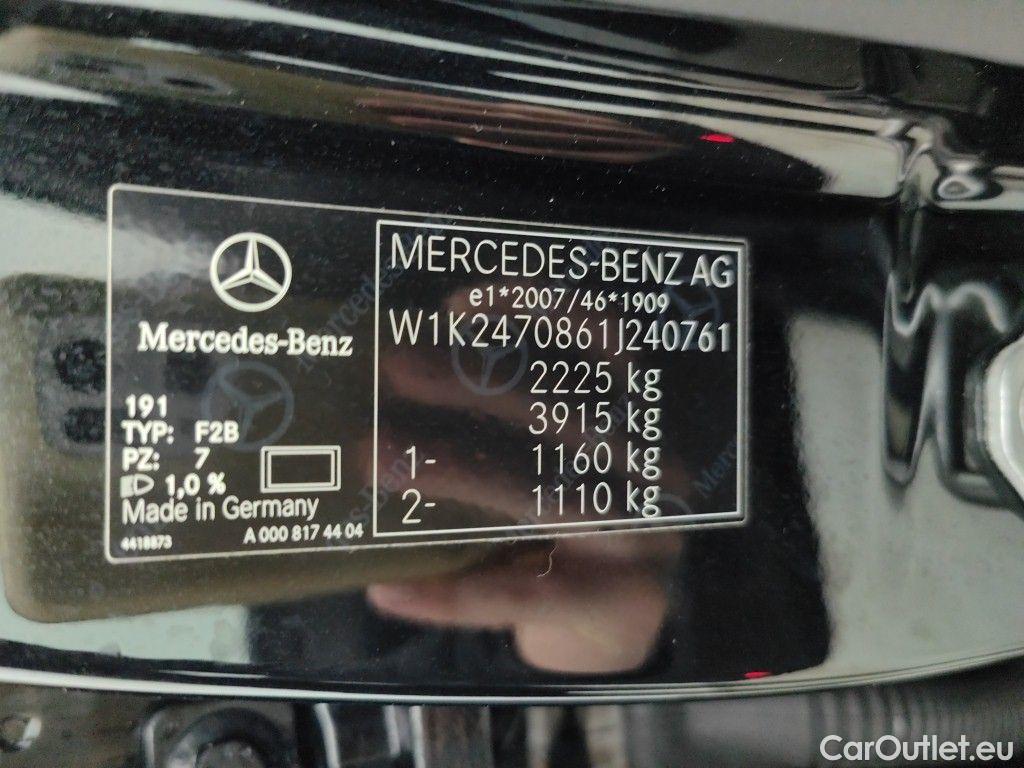 Mercedes-Benz
191
TYP: F2B
PZ: 7
1,0 %
Made in Germany
4418873
A 000 817 44 04
MERCEDES-BENZ AG
e1*2007/46*1909
W1K2470861J240761
2225 kg
3915 kg
1- 1160 kg
2- 1110 kg
CarOutlet.eu